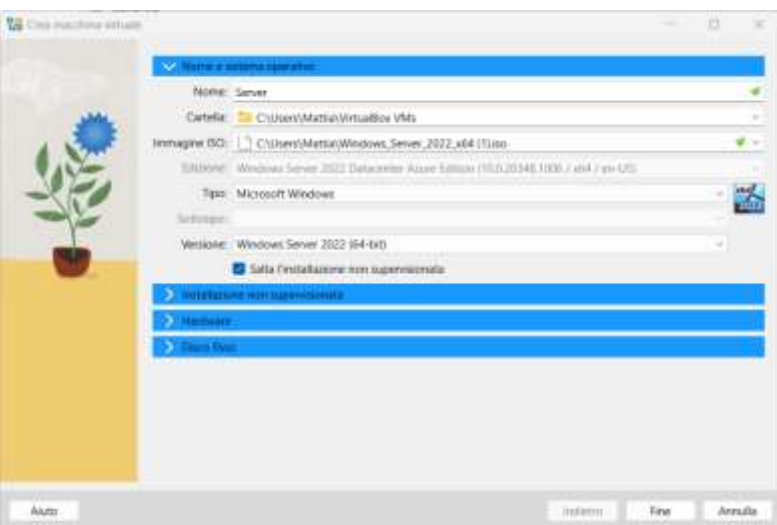 Crea macchina virtuale
Nome e sistema operativo
Nome: Server
Cartella: C:\Users\Mattia\VirtualBox VMs
Immagine ISO: C:\Users\Mattia\Windows_Server_2022_x64 (1).iso
Edizione: Windows Server 2022 Datacenter Azure Edition (10.0.20348.1006 / x64 / en-US)
Tipo: Microsoft Windows
Sottotipo:
Versione: Windows Server 2022 (64-bit)
Salta l'installazione non supervisionata
Installazione non supervisionata
Hardware
Disco fisso
Aiuto
Indietro
Fine
Annulla